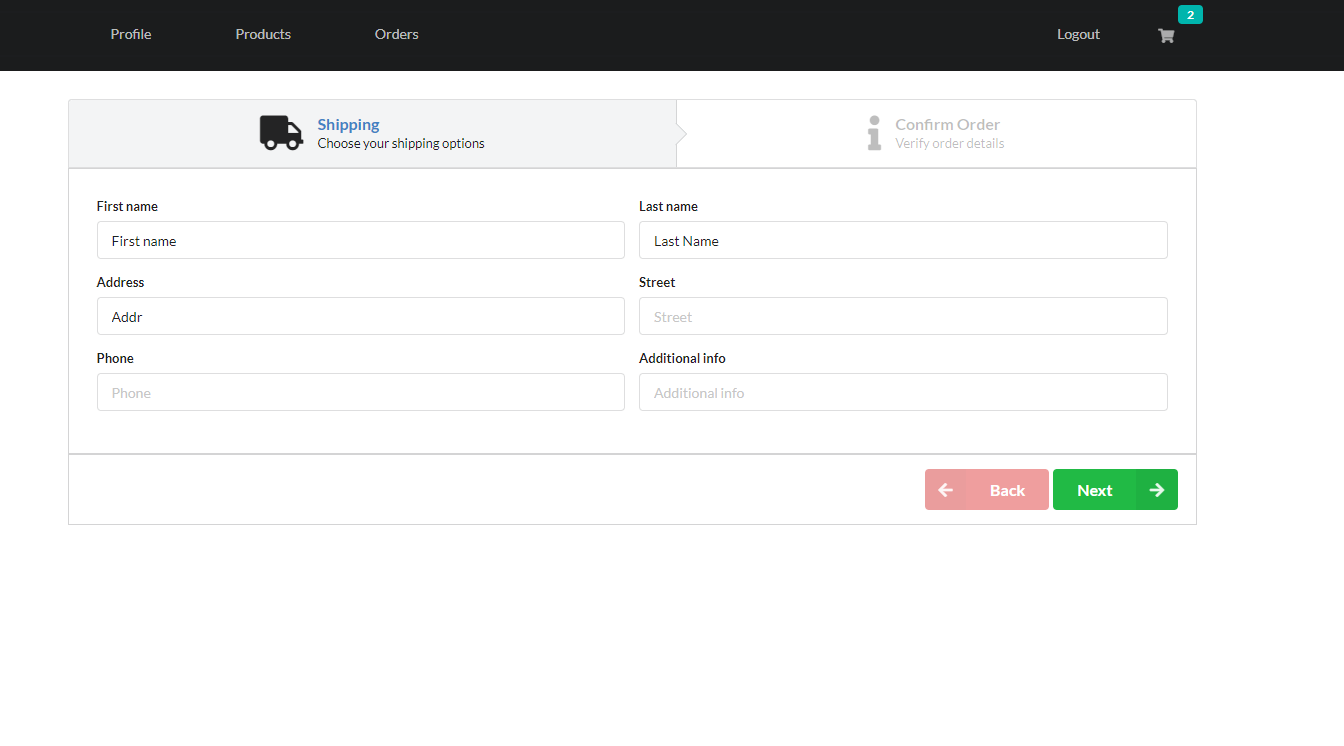 Profile Products Orders Logout 2
Shipping
Choose your shipping options
Confirm Order
Verify order details
First name Last name
First name Last Name
Address Street
Addr Street
Phone Additional info
Phone Additional info
Back Next